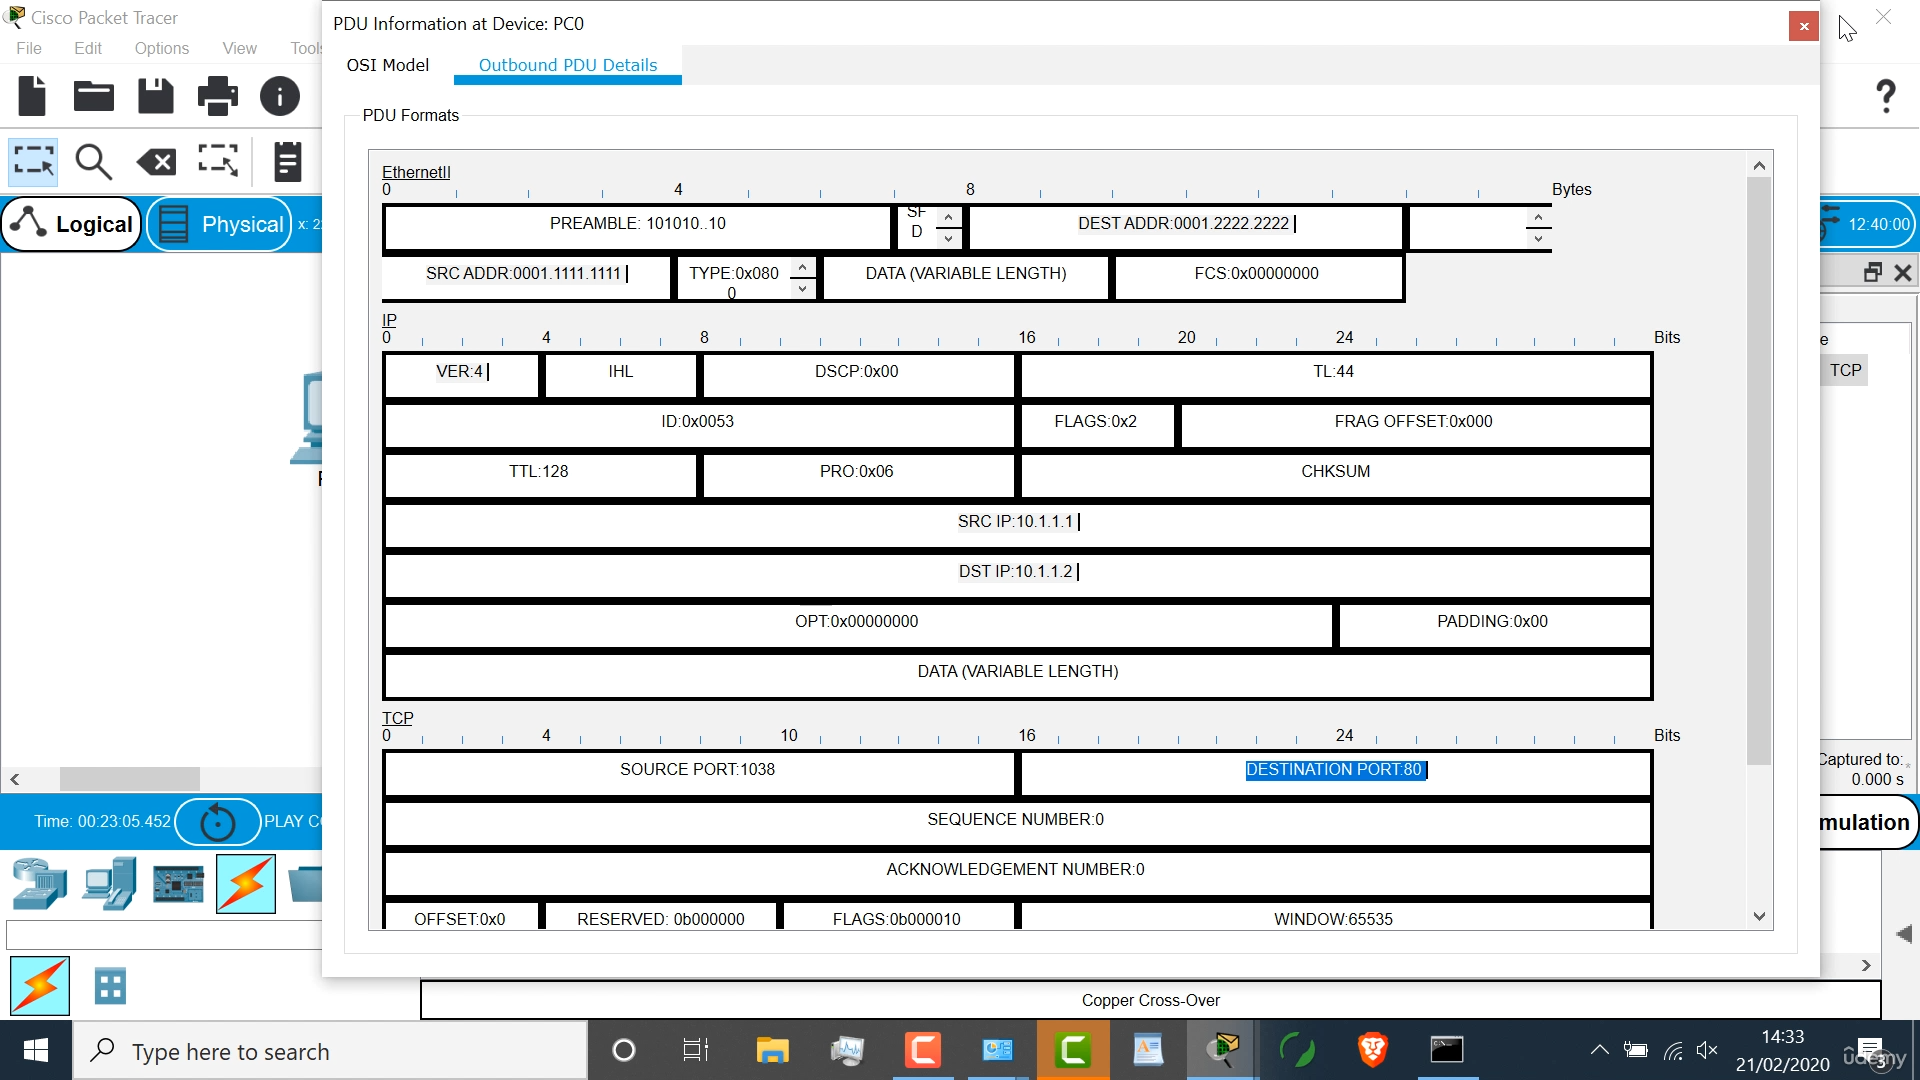 Cisco Packet Tracer
File Edit Options View Tools
PDU Information at Device: PC0
OSI Model Outbound PDU Details
PDU Formats
EthernetII
0 4 8 Bytes
PREAMBLE: 101010..10
SF
D
DEST ADDR:0001.2222.2222
SRC ADDR:0001.1111.1111
TYPE:0x080
0
DATA (VARIABLE LENGTH)
FCS:0x00000000
IP
0 4 8 16 20 24 Bits
VER:4 IHL DSCP:0x00 TL:44
ID:0x0053 FLAGS:0x2 FRAG OFFSET:0x000
TTL:128 PRO:0x06 CHKSUM
SRC IP:10.1.1.1
DST IP:10.1.1.2
OPT:0x00000000 PADDING:0x00
DATA (VARIABLE LENGTH)
TCP
0 4 10 16 24 Bits
SOURCE PORT:1038 DESTINATION PORT:80
SEQUENCE NUMBER:0
ACKNOWLEDGEMENT NUMBER:0
OFFSET:0x0 RESERVED: 0b000000 FLAGS:0b000010 WINDOW:65535
Logical Physical x: 2
12:40:00
e
TCP
Captured to:
0.000 s
Time: 00:23:05.452 PLAY CO
mulation
Copper Cross-Over
Type here to search
14:33
21/02/2020
3
ûdemy